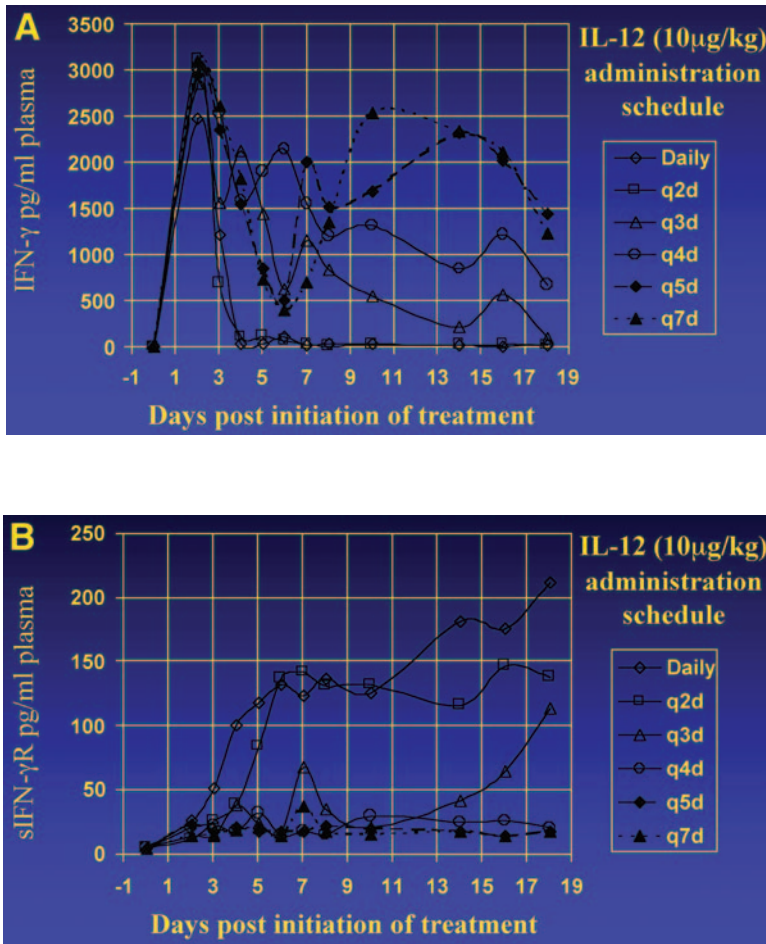 A
3500
3000
2500
2000
1500
1000
500
0
IFN-γ pg/ml plasma
-1 1 3 5 7 9 11 13 15 17 19
Days post initiation of treatment
IL-12 (10μg/kg)
administration
schedule
Daily
q2d
q3d
q4d
q5d
q7d
B
250
200
150
100
50
0
sIFN-γR pg/ml plasma
-1 1 3 5 7 9 11 13 15 17 19
Days post initiation of treatment
IL-12 (10μg/kg)
administration
schedule
Daily
q2d
q3d
q4d
q5d
q7d